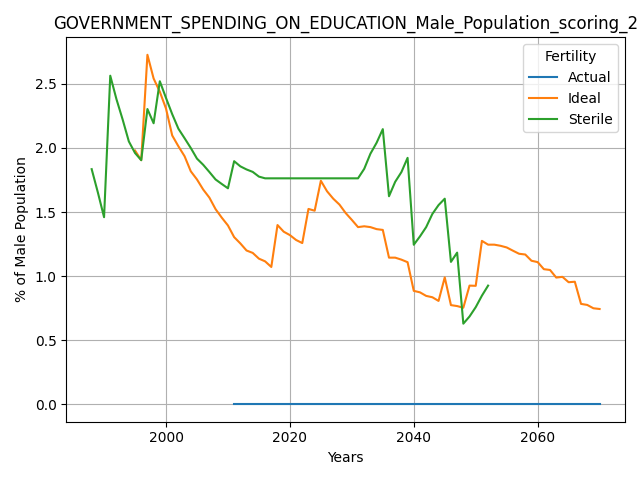 GOVERNMENT_SPENDING_ON_EDUCATION_Male_Population_scoring_2
Fertility
Actual
Ideal
Sterile
% of Male Population
2.5
2.0
1.5
1.0
0.5
0.0
2000 2020 2040 2060
Years